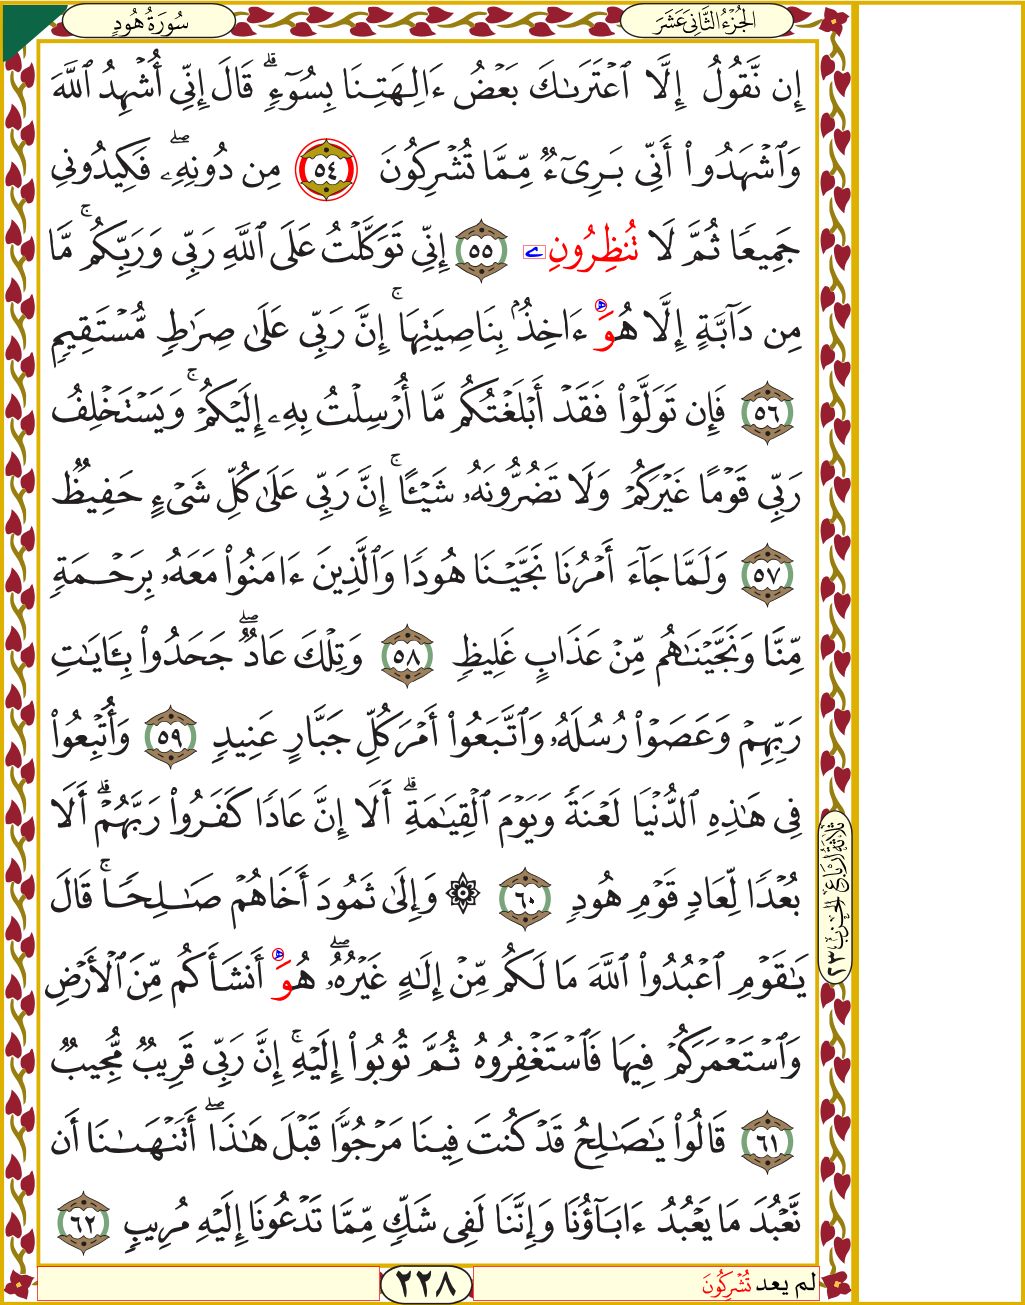 الجُزْءُ الثَّانِي عَشَرَ
سُورَةُ هُودٍ
إِن نَّقُولُ إِلَّا ٱعْتَرَىٰكَ بَعْضُ ءَالِهَتِنَا بِسُوٓءٍۗ قَالَ إِنِّيٓ أُشْهِدُ ٱللَّهَ
وَٱشْهَدُوٓا۟ أَنِّي بَرِيٓءٌ مِّمَّا تُشْرِكُونَ ٥٤ مِن دُونِهِۦۖ فَكِيدُونِي
جَمِيعًا ثُمَّ لَا تُنظِرُونِۦ ٥٥ إِنِّي تَوَكَّلْتُ عَلَى ٱللَّهِ رَبِّي وَرَبِّكُمۚ مَّا
مِن دَآبَّةٍ إِلَّا هُوَ ءَاخِذٌۢ بِنَاصِيَتِهَآۚ إِنَّ رَبِّي عَلَىٰ صِرَٰطٍ مُّسْتَقِيمٍ
٥٦ فَإِن تَوَلَّوْا۟ فَقَدْ أَبْلَغْتُكُم مَّآ أُرْسِلْتُ بِهِۦٓ إِلَيْكُمْۚ وَيَسْتَخْلِفُ
رَبِّي قَوْمًا غَيْرَكُمْ وَلَا تَضُرُّونَهُۥ شَيْـًٔاۚ إِنَّ رَبِّي عَلَىٰ كُلِّ شَيْءٍ حَفِيظٌ
٥٧ وَلَمَّا جَآءَ أَمْرُنَا نَجَّيْنَا هُودًا وَٱلَّذِينَ ءَامَنُوا۟ مَعَهُۥ بِرَحْمَةٍ
مِّنَّا وَنَجَّيْنَٰهُم مِّنْ عَذَابٍ غَلِيظٍ ٥٨ وَتِلْكَ عَادٌۖ جَحَدُوا۟ بِـَٔايَٰتِ
رَبِّهِمْ وَعَصَوْا۟ رُسُلَهُۥ وَٱتَّبَعُوٓا۟ أَمْرَ كُلِّ جَبَّارٍ عَنِيدٍ ٥٩ وَأُتْبِعُوا۟
فِي هَٰذِهِ ٱلدُّنْيَا لَعْنَةً وَيَوْمَ ٱلْقِيَٰمَةِۗ أَلَآ إِنَّ عَادًا كَفَرُوا۟ رَبَّهُمْۗ أَلَا
بُعْدًا لِّعَادٍ قَوْمِ هُودٍ ٦٠ ۞ وَإِلَىٰ ثَمُودَ أَخَاهُمْ صَٰلِحًاۚ قَالَ
يَٰقَوْمِ ٱعْبُدُوا۟ ٱللَّهَ مَا لَكُم مِّنْ إِلَٰهٍ غَيْرُهُۥۖ هُوَ أَنشَأَكُم مِّنَ ٱلْأَرْضِ
وَٱسْتَعْمَرَكُمْ فِيهَا فَٱسْتَغْفِرُوهُ ثُمَّ تُوبُوٓا۟ إِلَيْهِۚ إِنَّ رَبِّي قَرِيبٌ مُّجِيبٌ
٦١ قَالُوا۟ يَٰصَٰلِحُ قَدْ كُنتَ فِينَا مَرْجُوًّا قَبْلَ هَٰذَآۖ أَتَنْهَىٰنَآ أَن
نَّعْبُدَ مَا يَعْبُدُ ءَابَآؤُنَا وَإِنَّنَا لَفِي شَكٍّ مِّمَّا تَدْعُونَآ إِلَيْهِ مُرِيبٍ ٦٢
ثلاثة أرباع الحزب ٢٣
لم يعد تُشْرِكُونَ
٢٢٨